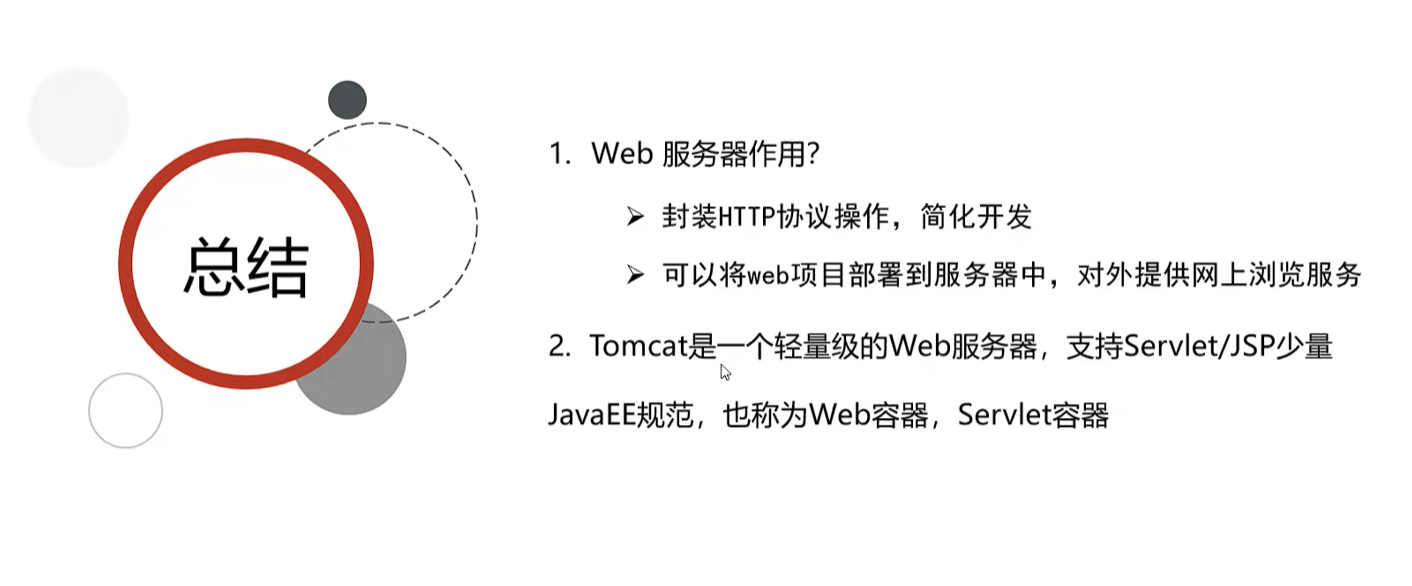 总结
1. Web 服务器作用?
➢ 封装HTTP协议操作，简化开发
➢ 可以将web项目部署到服务器中，对外提供网上浏览服务
2. Tomcat是一个轻量级的Web服务器，支持Servlet/JSP少量
JavaEE规范，也称为Web容器，Servlet容器